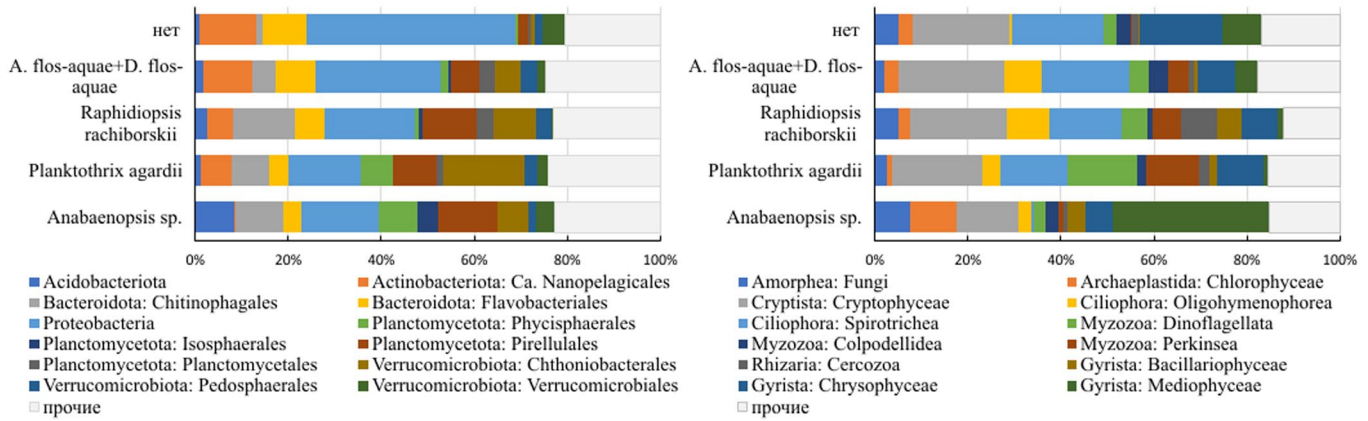 нет
A. flos-aquae+D. flos-
aquae
Raphidiopsis
rachiborskii
Planktothrix agardii
Anabaenopsis sp.
0% 20% 40% 60% 80% 100%
Acidobacteriota Actinobacteriota: Ca. Nanopelagicales
Bacteroidota: Chitinophagales Bacteroidota: Flavobacteriales
Proteobacteria Planctomycetota: Phycisphaerales
Planctomycetota: Isosphaerales Planctomycetota: Pirellulales
Planctomycetota: Planctomycetales Verrucomicrobiota: Chthoniobacterales
Verrucomicrobiota: Pedosphaerales Verrucomicrobiota: Verrucomicrobiales
прочие
нет
A. flos-aquae+D. flos-
aquae
Raphidiopsis
rachiborskii
Planktothrix agardii
Anabaenopsis sp.
0% 20% 40% 60% 80% 100%
Amorphea: Fungi Archaeplastida: Chlorophyceae
Cryptista: Cryptophyceae Ciliophora: Oligohymenophorea
Ciliophora: Spirotrichea Myzozoa: Dinoflagellata
Myzozoa: Colpodellidea Myzozoa: Perkinsea
Rhizaria: Cercozoa Gyrista: Bacillariophyceae
Gyrista: Chrysophyceae Gyrista: Mediophyceae
прочие